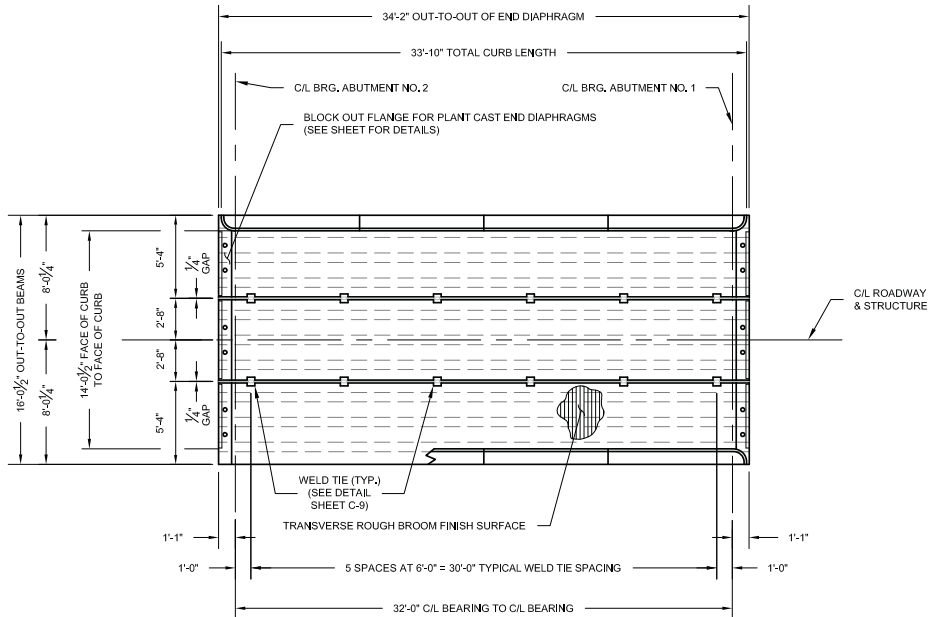 34'-2" OUT-TO-OUT OF END DIAPHRAGM
33'-10" TOTAL CURB LENGTH
C/L BRG. ABUTMENT NO. 2
C/L BRG. ABUTMENT NO. 1
BLOCK OUT FLANGE FOR PLANT CAST END DIAPHRAGMS
(SEE SHEET FOR DETAILS)
16'-0½" OUT-TO-OUT BEAMS
8'-0¼"
8'-0¼"
14'-0½" FACE OF CURB
TO FACE OF CURB
5'-4"
2'-8"
2'-8"
5'-4"
¼"
GAP
¼"
GAP
C/L ROADWAY
& STRUCTURE
WELD TIE (TYP.)
(SEE DETAIL
SHEET C-9)
TRANSVERSE ROUGH BROOM FINISH SURFACE
1'-1"
1'-1"
1'-0"
5 SPACES AT 6'-0" = 30'-0" TYPICAL WELD TIE SPACING
1'-0"
32'-0" C/L BEARING TO C/L BEARING